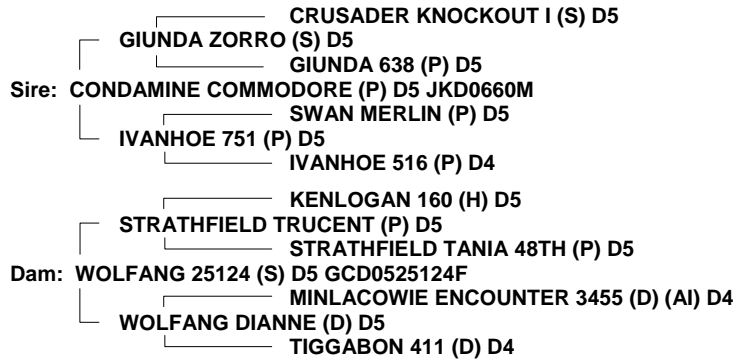 CRUSADER KNOCKOUT I (S) D5
GIUNDA ZORRO (S) D5
GIUNDA 638 (P) D5
Sire: CONDAMINE COMMODORE (P) D5 JKD0660M
SWAN MERLIN (P) D5
IVANHOE 751 (P) D5
IVANHOE 516 (P) D4
KENLOGAN 160 (H) D5
STRATHFIELD TRUCENT (P) D5
STRATHFIELD TANIA 48TH (P) D5
Dam: WOLFANG 25124 (S) D5 GCD0525124F
MINLACOWIE ENCOUNTER 3455 (D) (AI) D4
WOLFANG DIANNE (D) D5
TIGGABON 411 (D) D4